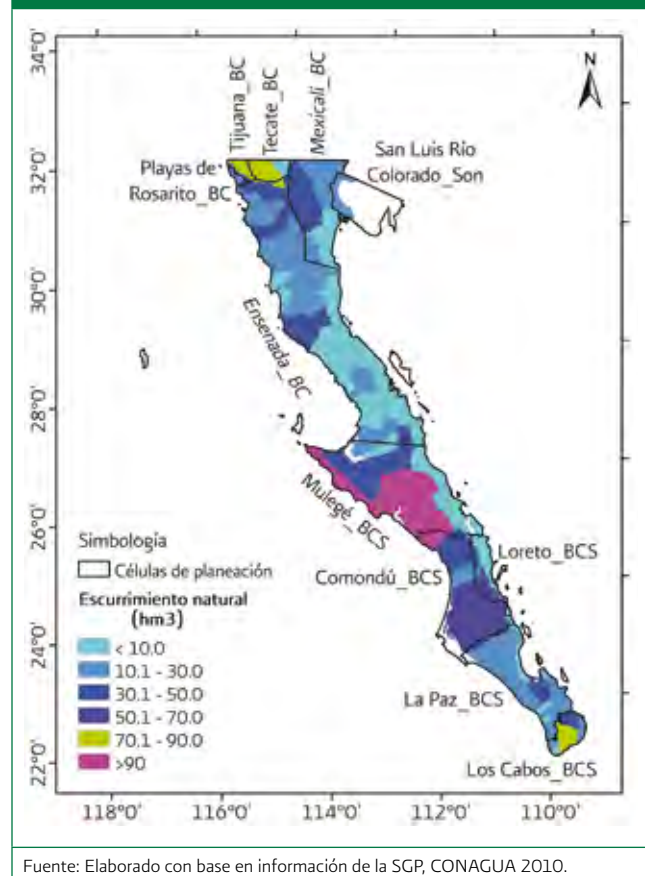 34°0'
32°0'
30°0'
28°0'
26°0'
24°0'
22°0'
Tijuana_BC
Tecate_BC
Mexicali_BC
N
San Luis Río
Colorado_Son
Playas de
Rosarito_BC
Ensenada_BC
Mulegé_BCS
Loreto_BCS
Comondú_BCS
La Paz_BCS
Los Cabos_BCS
Simbología
Células de planeación
Escurrimiento natural
(hm3)
< 10.0
10.1 - 30.0
30.1 - 50.0
50.1 - 70.0
70.1 - 90.0
>90
118°0'
116°0'
114°0'
112°0'
110°0'
Fuente: Elaborado con base en información de la SGP, CONAGUA 2010.